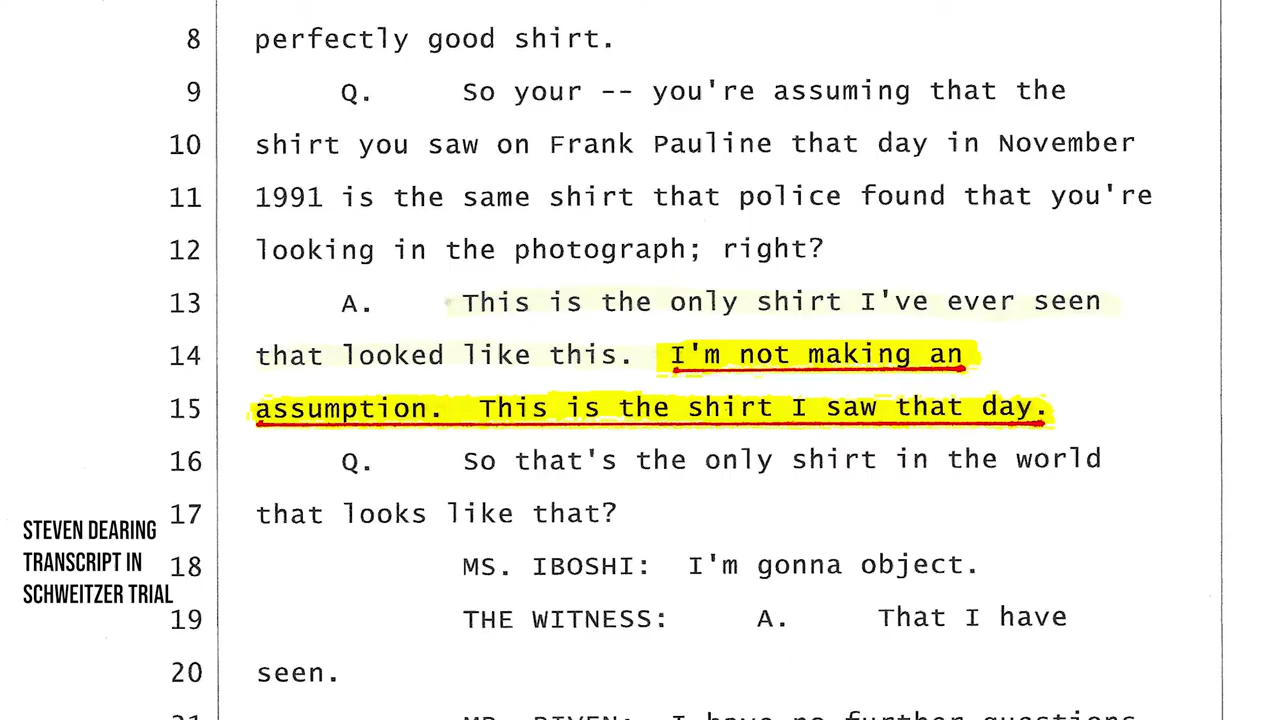 8 perfectly good shirt.
9 Q. So your -- you're assuming that the
10 shirt you saw on Frank Pauline that day in November
11 1991 is the same shirt that police found that you're
12 looking in the photograph; right?
13 A. This is the only shirt I've ever seen
14 that looked like this. I'm not making an
15 assumption. This is the shirt I saw that day.
16 Q. So that's the only shirt in the world
17 that looks like that?
18 MS. IBOSHI: I'm gonna object.
19 THE WITNESS: A. That I have
20 seen.
21 I have no further questions
STEVEN DEARING
TRANSCRIPT IN
SCHWEITZER TRIAL